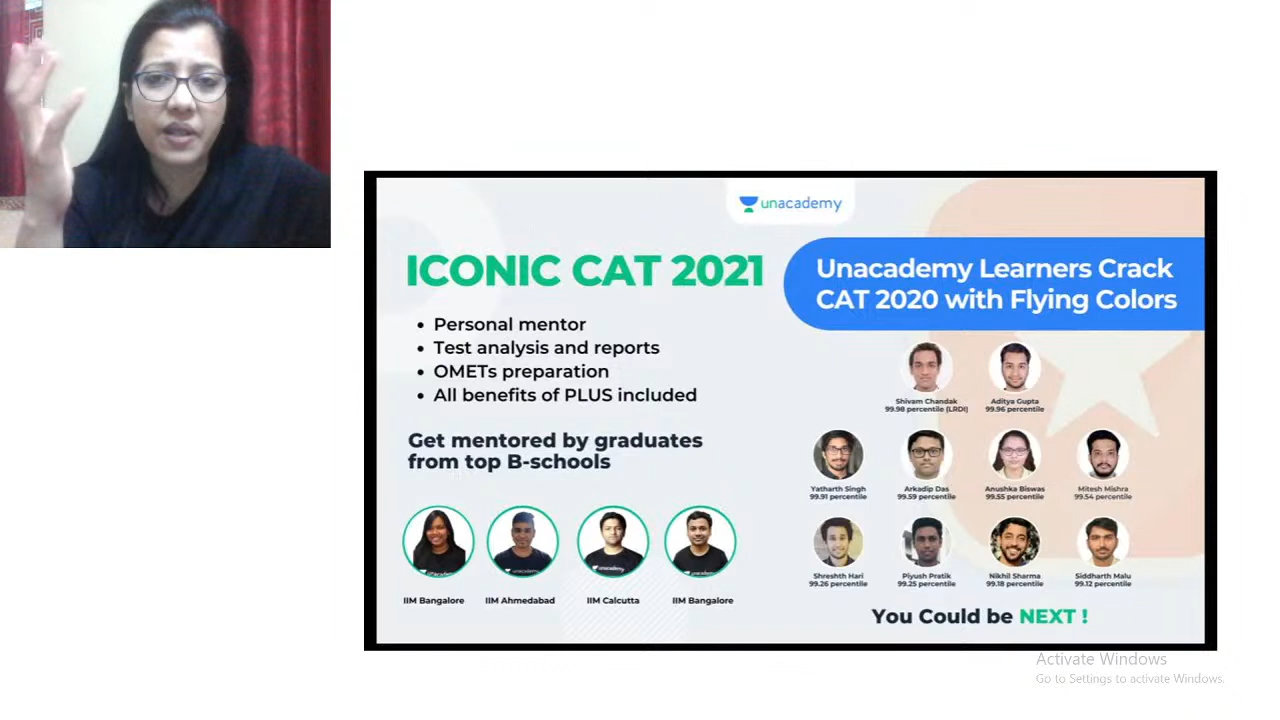 unacademy
ICONIC CAT 2021
• Personal mentor
• Test analysis and reports
• OMETs preparation
• All benefits of PLUS included
Get mentored by graduates
from top B-schools
unacademy
unacademy
unacademy
unacademy
IIM Bangalore
IIM Ahmedabad
IIM Calcutta
IIM Bangalore
Unacademy Learners Crack
CAT 2020 with Flying Colors
Shivam Chandak
99.98 percentile (LRDI)
Aditya Gupta
99.96 percentile
Yatharth Singh
99.91 percentile
Arkadip Das
99.59 percentile
Anushka Biswas
99.55 percentile
Mitesh Mishra
99.54 percentile
Shreshth Hari
99.26 percentile
Piyush Pratik
99.25 percentile
Nikhil Sharma
99.18 percentile
Siddharth Malu
99.12 percentile
You Could be NEXT !
Activate Windows
Go to Settings to activate Windows.